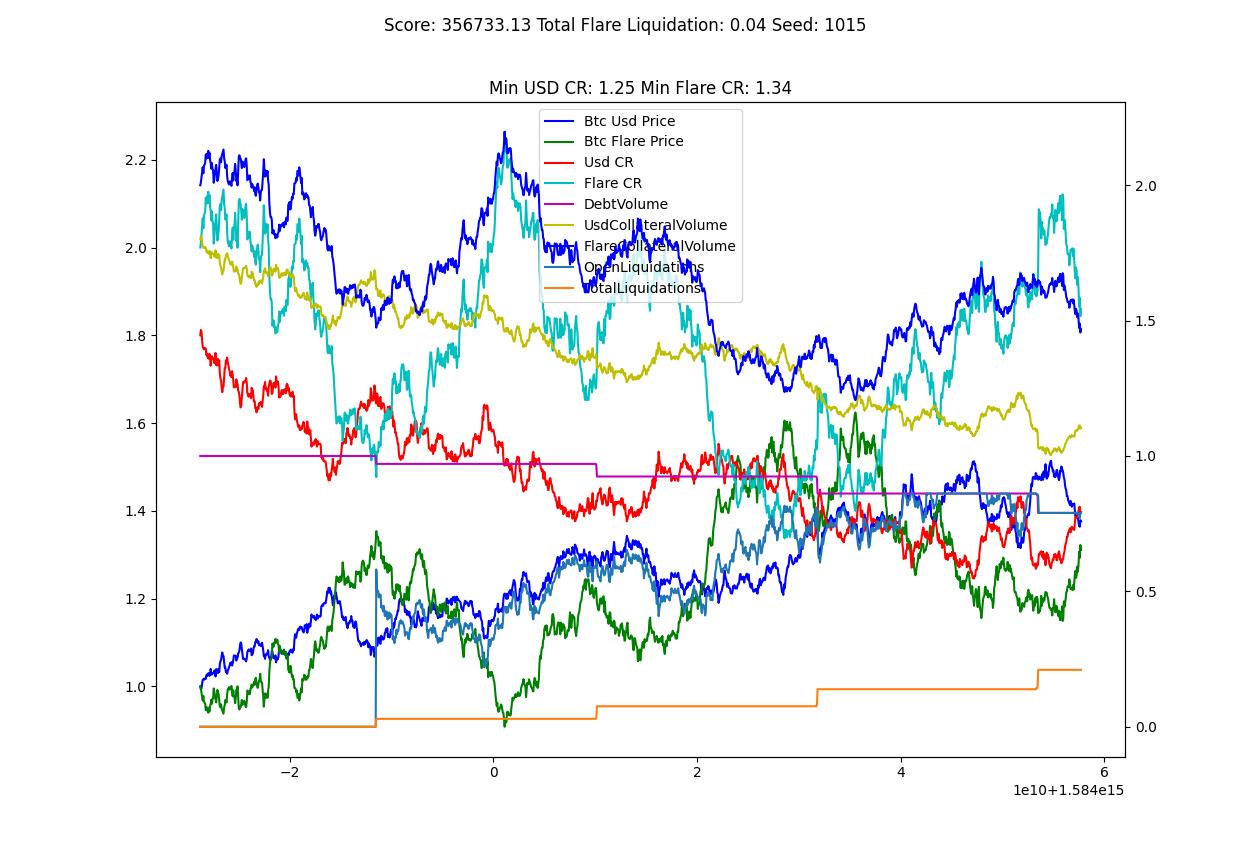 Score: 356733.13 Total Flare Liquidation: 0.04 Seed: 1015
Min USD CR: 1.25 Min Flare CR: 1.34
Btc Usd Price
Btc Flare Price
Usd CR
Flare CR
DebtVolume
UsdCollateralVolume
FlareCollateralVolume
OpenLiquidations
TotalLiquidations
2.2
2.0
1.8
1.6
1.4
1.2
1.0
2.0
1.5
1.0
0.5
0.0
−2
0
2
4
6
1e10+1.584e15